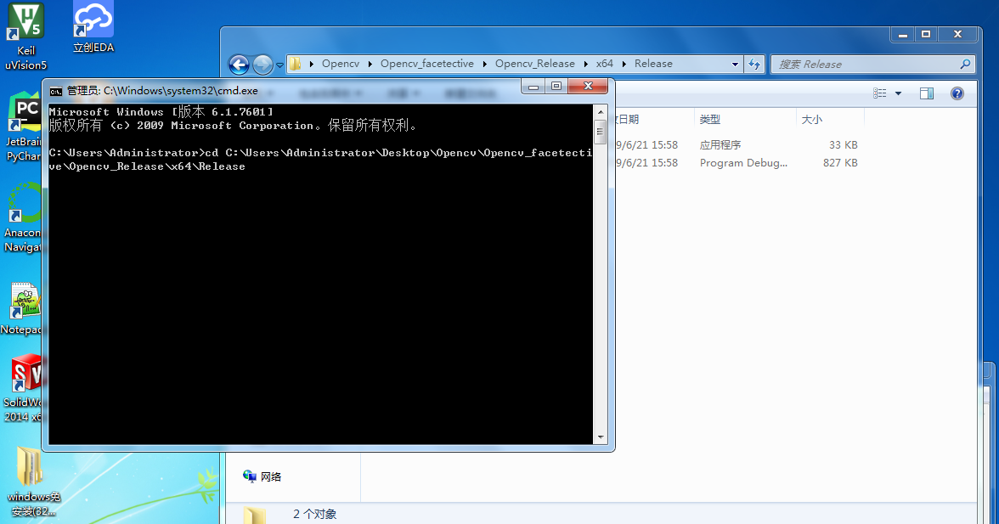 Keil
uVision5
立创EDA
JetBrain
PyChar
Anacon
Navigat
Notepad
SolidWo
2014 x6
windows免
安装(32...
Opencv
Opencv_facetective
Opencv_Release
x64
Release
搜索 Release
管理员: C:\Windows\system32\cmd.exe
Microsoft Windows [版本 6.1.7601]
版权所有 (c) 2009 Microsoft Corporation。保留所有权利。
C:\Users\Administrator>cd C:\Users\Administrator\Desktop\Opencv\Opencv_facetecti
ve\Opencv_Release\x64\Release
日期 类型 大小
9/6/21 15:58 应用程序 33 KB
9/6/21 15:58 Program Debug... 827 KB
网络
2 个对象